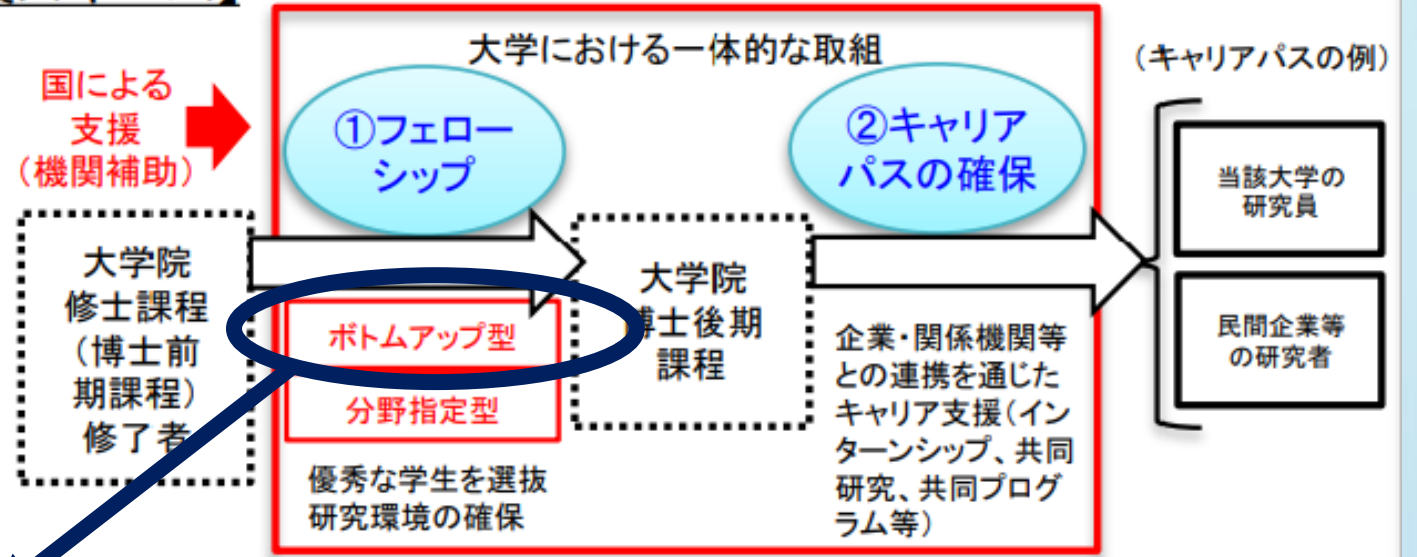 大学における一体的な取組
(キャリアパスの例)
国による
支援
(機関補助)
①フェロー
シップ
②キャリア
パスの確保
当該大学の
研究員
大学院
修士課程
(博士前
期課程)
修了者
ボトムアップ型
分野指定型
優秀な学生を選抜
研究環境の確保
大学院
博士後期
課程
企業・関係機関等
との連携を通じた
キャリア支援(イン
ターンシップ、共同
研究、共同プログ
ラム等)
民間企業等
の研究者